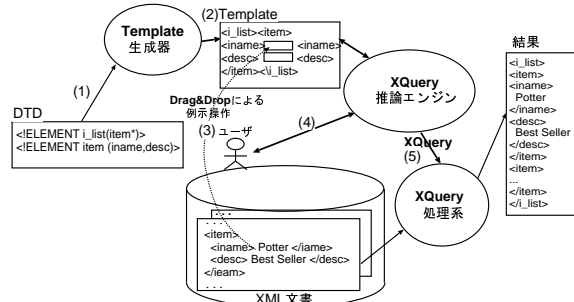 Template
生成器
(2)Template
<i_list><item>
<iname> <iname>
<desc> <desc>
</item><\i_list>
(1)
DTD
<!ELEMENT i_list(item*)>
<!ELEMENT item (iname,desc)>
Drag&Dropによる
例示操作
(3) ユーザ
(4)
XQuery
推論エンジン
XQuery
(5)
XQuery
処理系
結果
<i_list>
<item>
<iname>
Potter
</iname>
<desc>
Best Seller
</desc>
</item>
<item>
...
</item>
</i_list>
. . .
. . .
<item>
<iname> Potter </iame>
<desc> Best Seller </desc>
</ieam>
. . .
XML 文書